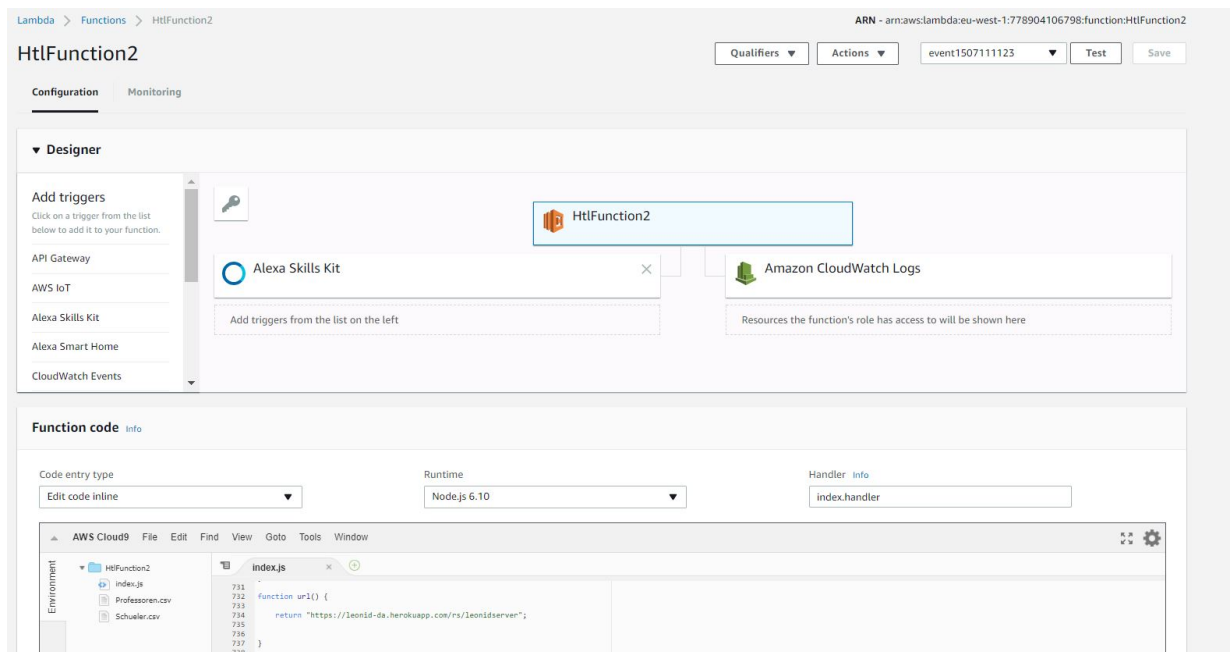 Lambda > Functions > HtlFunction2
ARN - arn:aws:lambda:eu-west-1:778904106798:function:HtlFunction2
HtlFunction2
Qualifiers Actions event1507111123 Test Save
Configuration Monitoring
Designer
Add triggers
Click on a trigger from the list
below to add it to your function.
API Gateway
AWS IoT
Alexa Skills Kit
Alexa Smart Home
CloudWatch Events
HtlFunction2
Alexa Skills Kit
Amazon CloudWatch Logs
Add triggers from the list on the left
Resources the function's role has access to will be shown here
Function code Info
Code entry type
Edit code inline
Runtime
Node.js 6.10
Handler Info
index.handler
AWS Cloud9 File Edit Find View Goto Tools Window
Environment
HtlFunction2
index.js
Professoren.csv
Schueler.csv
index.js
731
732 function url() {
733
734 return "https://leonid-da.herokuapp.com/rs/leonidserver";
735
736
737 }